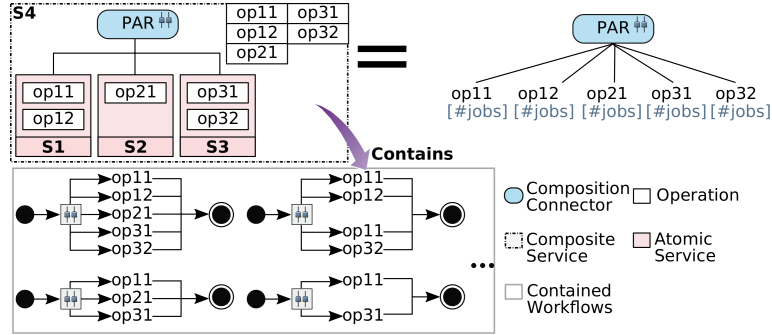 S4
PAR
op11 op31
op12 op32
op21
op11 op21 op31
op12 op32
S1 S2 S3
=
PAR
op11 op12 op21 op31 op32
[#jobs] [#jobs] [#jobs] [#jobs] [#jobs]
Contains
op11
op12
op21
op31
op32
op11
op12
op11
op32
op11
op21
op31
op11
op31
...
Composition
Connector
Operation
Composite
Service
Atomic
Service
Contained
Workflows